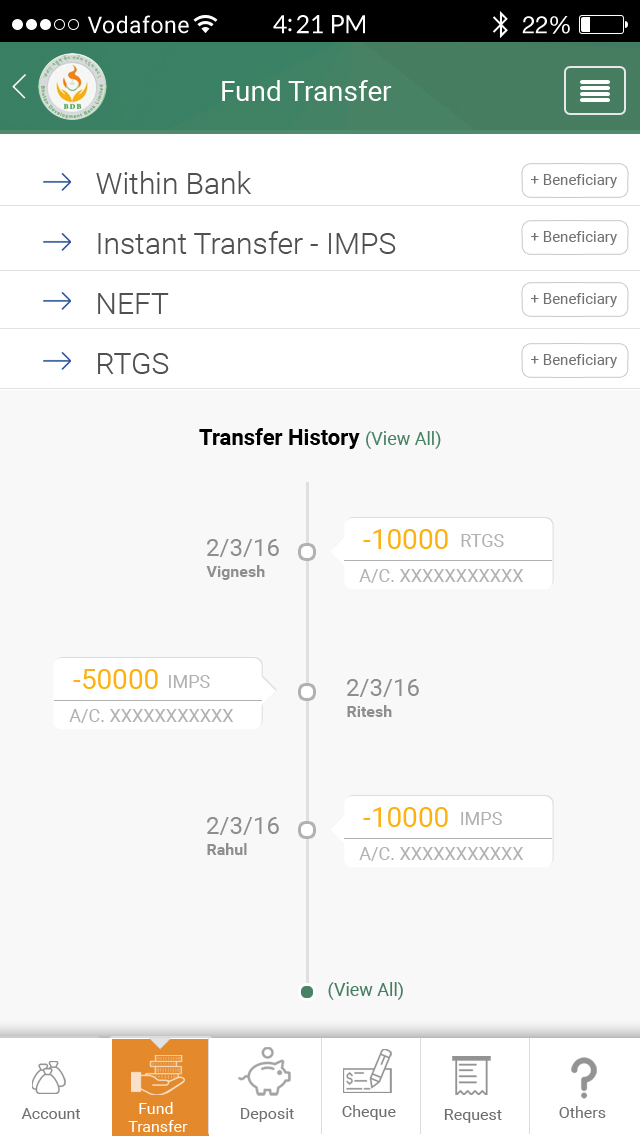 Vodafone 4:21 PM 22%
BDB
Fund Transfer
Within Bank + Beneficiary
Instant Transfer - IMPS + Beneficiary
NEFT + Beneficiary
RTGS + Beneficiary
Transfer History (View All)
2/3/16
Vignesh
-10000 RTGS
A/C. XXXXXXXXXXX
-50000 IMPS
A/C. XXXXXXXXXXX
2/3/16
Ritesh
2/3/16
Rahul
-10000 IMPS
A/C. XXXXXXXXXXX
(View All)
Account
Fund
Transfer
Deposit
Cheque
Request
Others